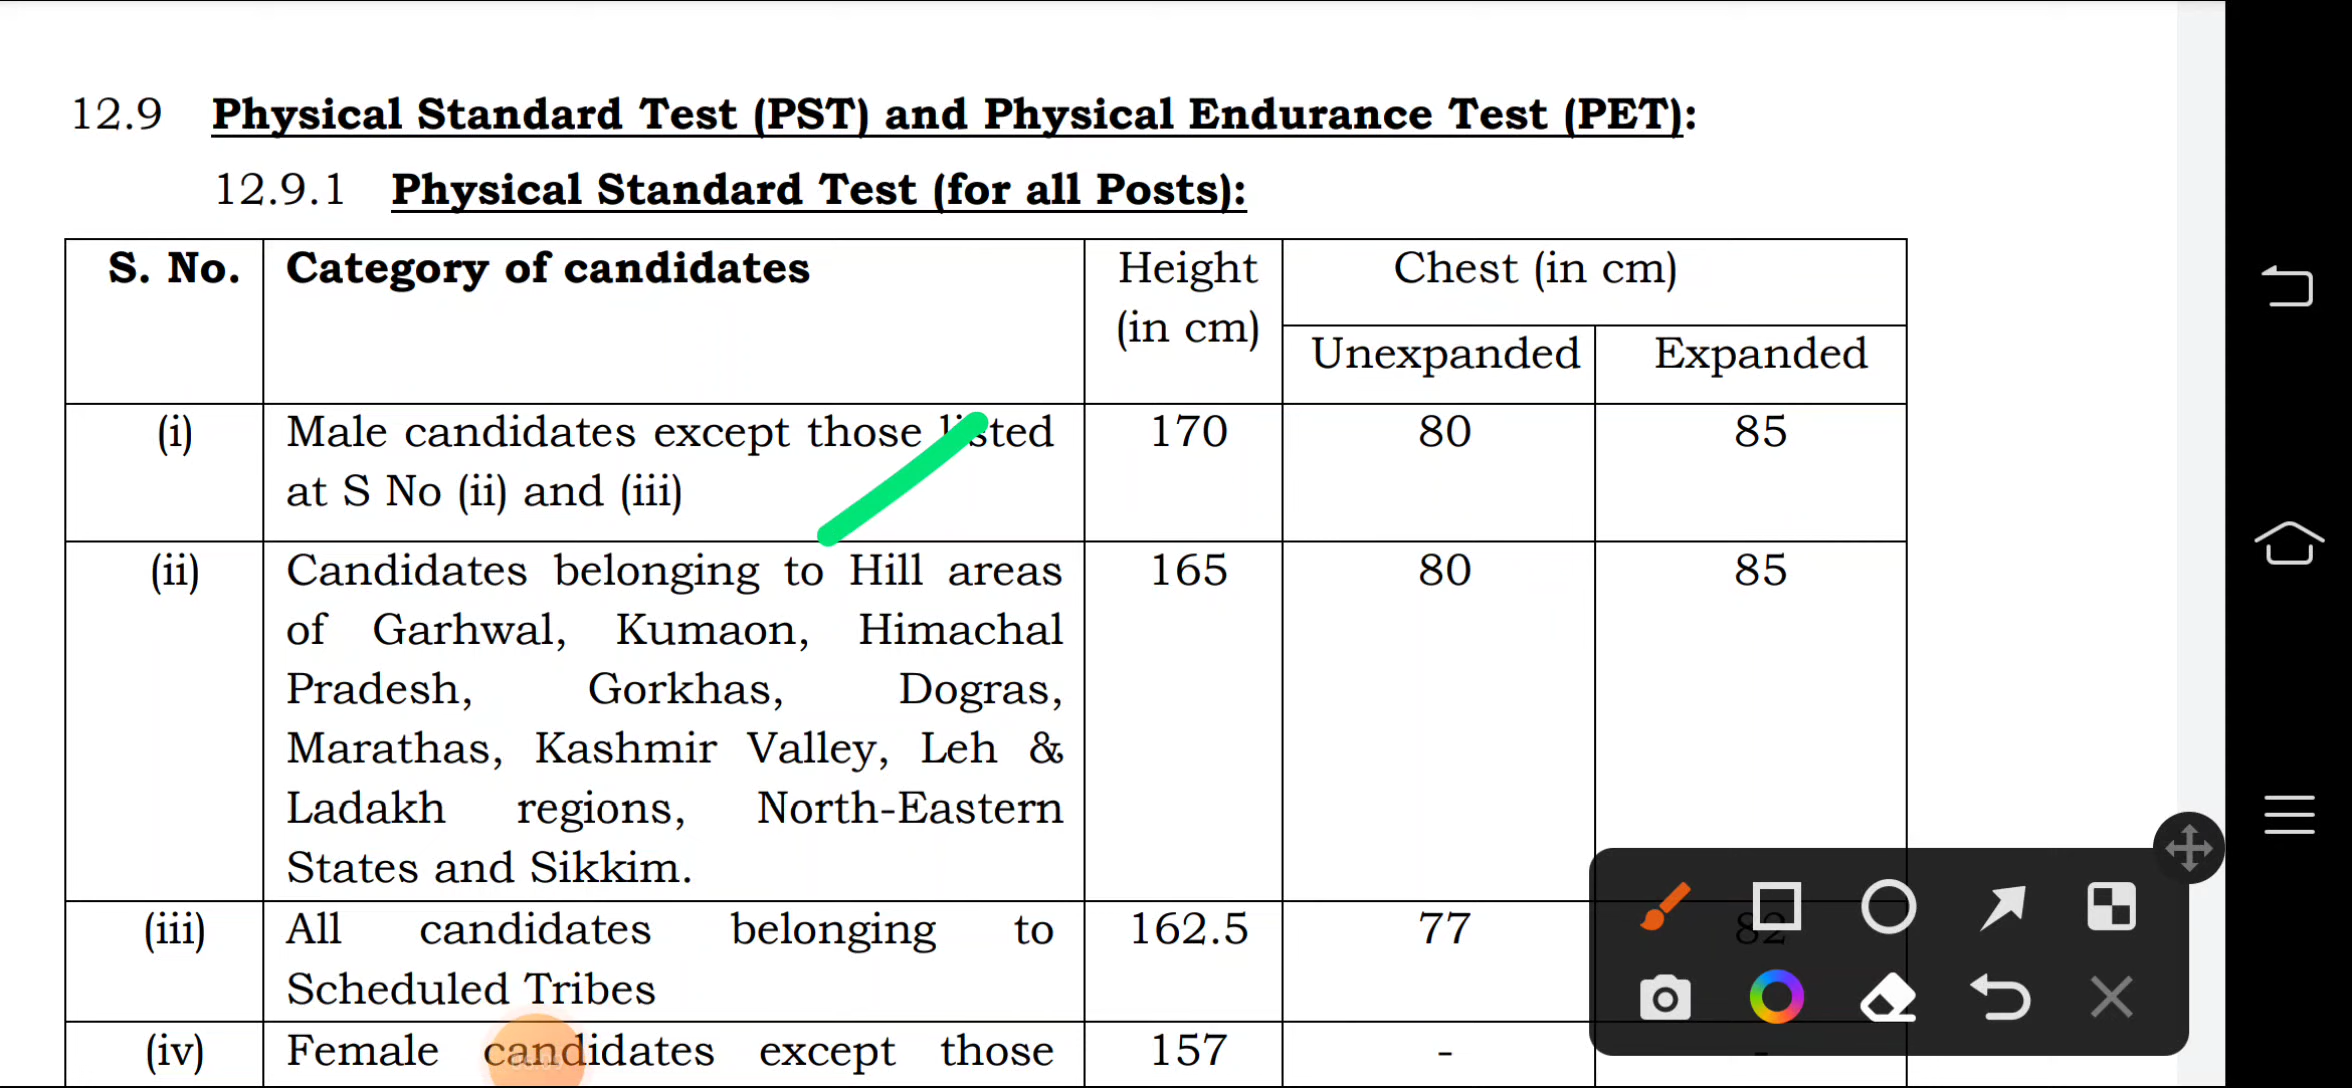 12.9 Physical Standard Test (PST) and Physical Endurance Test (PET):
12.9.1 Physical Standard Test (for all Posts):
S. No. Category of candidates Height (in cm) Chest (in cm)
Unexpanded Expanded
(i) Male candidates except those listed 170 80 85
at S No (ii) and (iii)
(ii) Candidates belonging to Hill areas 165 80 85
of Garhwal, Kumaon, Himachal
Pradesh, Gorkhas, Dogras,
Marathas, Kashmir Valley, Leh &
Ladakh regions, North-Eastern
States and Sikkim.
(iii) All candidates belonging to 162.5 77 82
Scheduled Tribes
(iv) Female candidates except those 157 - -